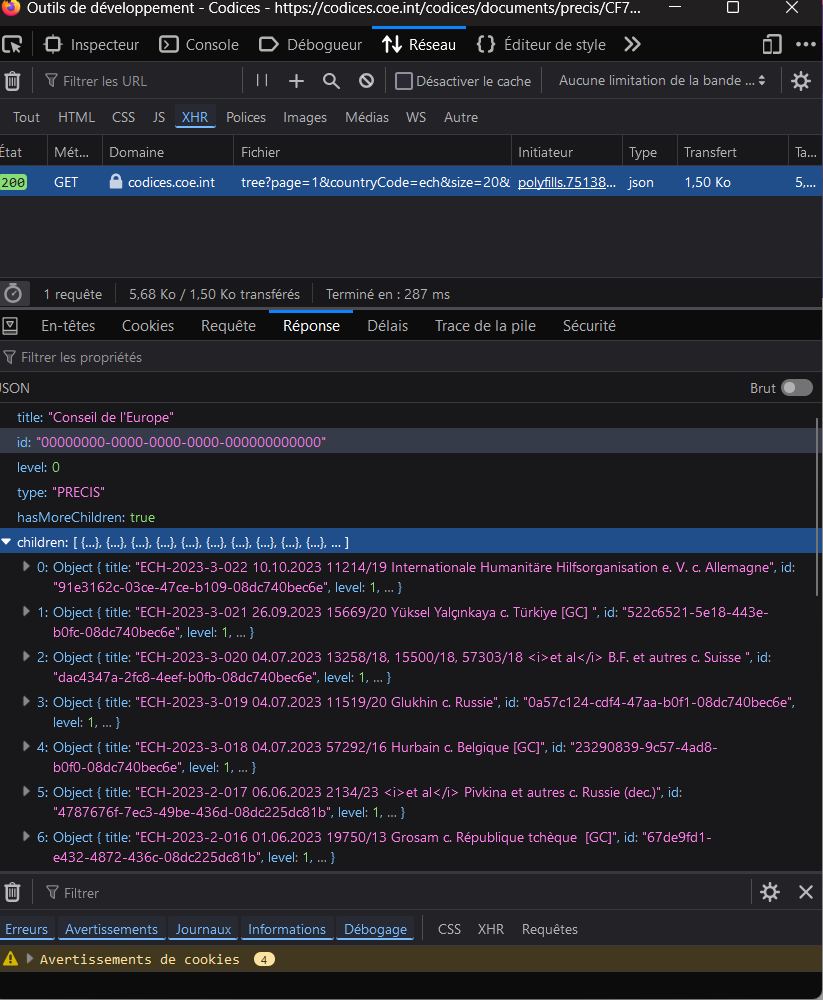 Outils de développement - Codices - https://codices.coe.int/codices/documents/precis/CF7...
Inspecteur Console Débogueur Réseau Éditeur de style
Filtrer les URL Désactiver le cache Aucune limitation de la bande ...
Tout HTML CSS JS XHR Polices Images Médias WS Autre
État Mét... Domaine Fichier Initiateur Type Transfert Ta...
200 GET codices.coe.int tree?page=1&countryCode=ech&size=20& polyfills.75138... json 1,50 Ko 5,...
1 requête 5,68 Ko / 1,50 Ko transférés Terminé en : 287 ms
En-têtes Cookies Requête Réponse Délais Trace de la pile Sécurité
Filtrer les propriétés
JSON Brut
title: "Conseil de l'Europe"
id: "00000000-0000-0000-0000-000000000000"
level: 0
type: "PRECIS"
hasMoreChildren: true
children: [ {…}, {…}, {…}, {…}, {…}, {…}, {…}, {…}, {…}, {…}, … ]
0: Object { title: "ECH-2023-3-022 10.10.2023 11214/19 Internationale Humanitäre Hilfsorganisation e. V. c. Allemagne", id:
"91e3162c-03ce-47ce-b109-08dc740bec6e", level: 1, … }
1: Object { title: "ECH-2023-3-021 26.09.2023 15669/20 Yüksel Yalçınkaya c. Türkiye [GC] ", id: "522c6521-5e18-443e-
b0fc-08dc740bec6e", level: 1, … }
2: Object { title: "ECH-2023-3-020 04.07.2023 13258/18, 15500/18, 57303/18 <i>et al</i> B.F. et autres c. Suisse ", id:
"dac4347a-2fc8-4eef-b0fb-08dc740bec6e", level: 1, … }
3: Object { title: "ECH-2023-3-019 04.07.2023 11519/20 Glukhin c. Russie", id: "0a57c124-cdf4-47aa-b0f1-08dc740bec6e",
level: 1, … }
4: Object { title: "ECH-2023-3-018 04.07.2023 57292/16 Hurbain c. Belgique [GC]", id: "23290839-9c57-4ad8-
b0f0-08dc740bec6e", level: 1, … }
5: Object { title: "ECH-2023-2-017 06.06.2023 2134/23 <i>et al</i> Pivkina et autres c. Russie (dec.)", id:
"4787676f-7ec3-49be-436d-08dc225dc81b", level: 1, … }
6: Object { title: "ECH-2023-2-016 01.06.2023 19750/13 Grosam c. République tchèque  [GC]", id: "67de9fd1-
e432-4872-436c-08dc225dc81b", level: 1, … }
Filtrer
Erreurs Avertissements Journaux Informations Débogage CSS XHR Requêtes
Avertissements de cookies 4